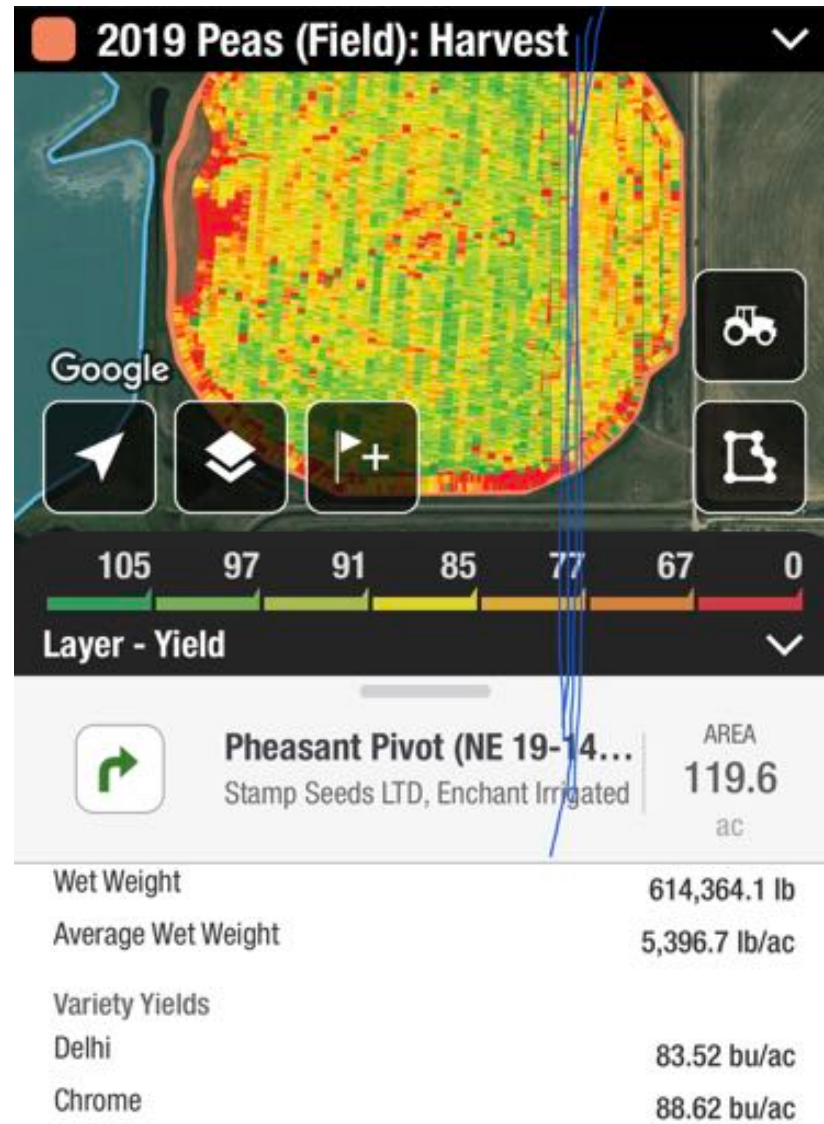 2019 Peas (Field): Harvest
Google
105 97 91 85 77 67 0
Layer - Yield
Pheasant Pivot (NE 19-14...
Stamp Seeds LTD, Enchant Irrigated
AREA
119.6
ac
Wet Weight 614,364.1 lb
Average Wet Weight 5,396.7 lb/ac
Variety Yields
Delhi 83.52 bu/ac
Chrome 88.62 bu/ac